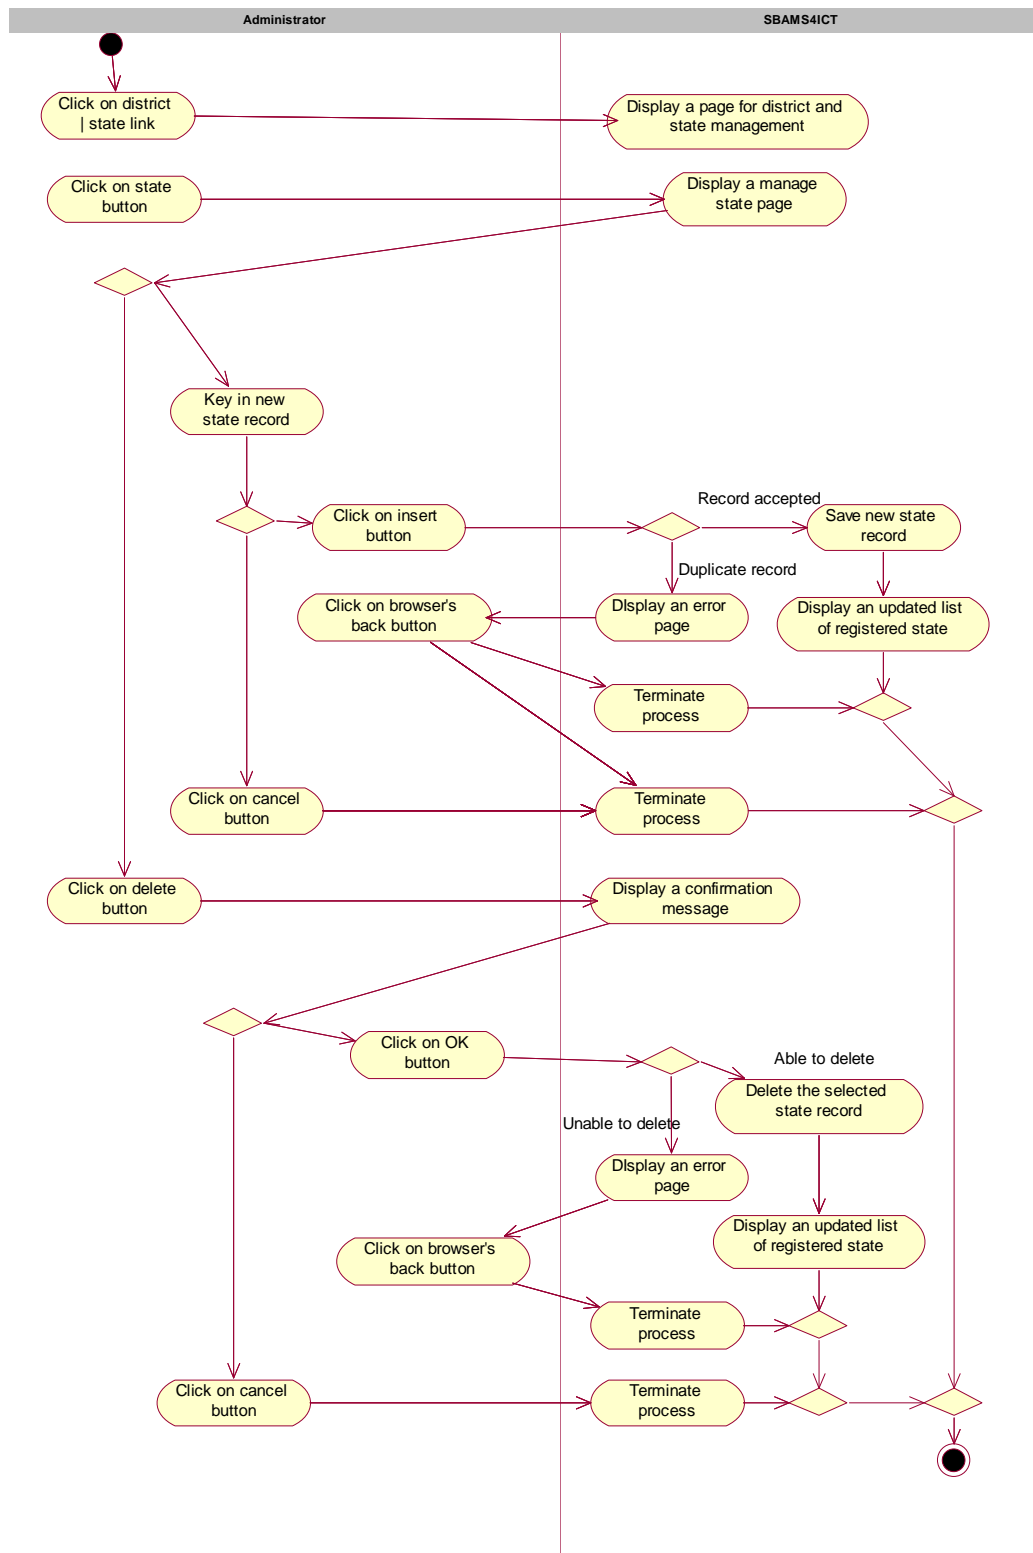 Administrator
SBAMS4ICT
Click on district
| state link
Display a page for district and
state management
Click on state
button
Display a manage
state page
Key in new
state record
Record accepted
Click on insert
button
Save new state
record
Duplicate record
Click on browser's
back button
DIsplay an error
page
Display an updated list
of registered state
Terminate
process
Click on cancel
button
Terminate
process
Click on delete
button
Display a confirmation
message
Click on OK
button
Able to delete
Delete the selected
state record
Unable to delete
DIsplay an error
page
Display an updated list
of registered state
Click on browser's
back button
Terminate
process
Click on cancel
button
Terminate
process